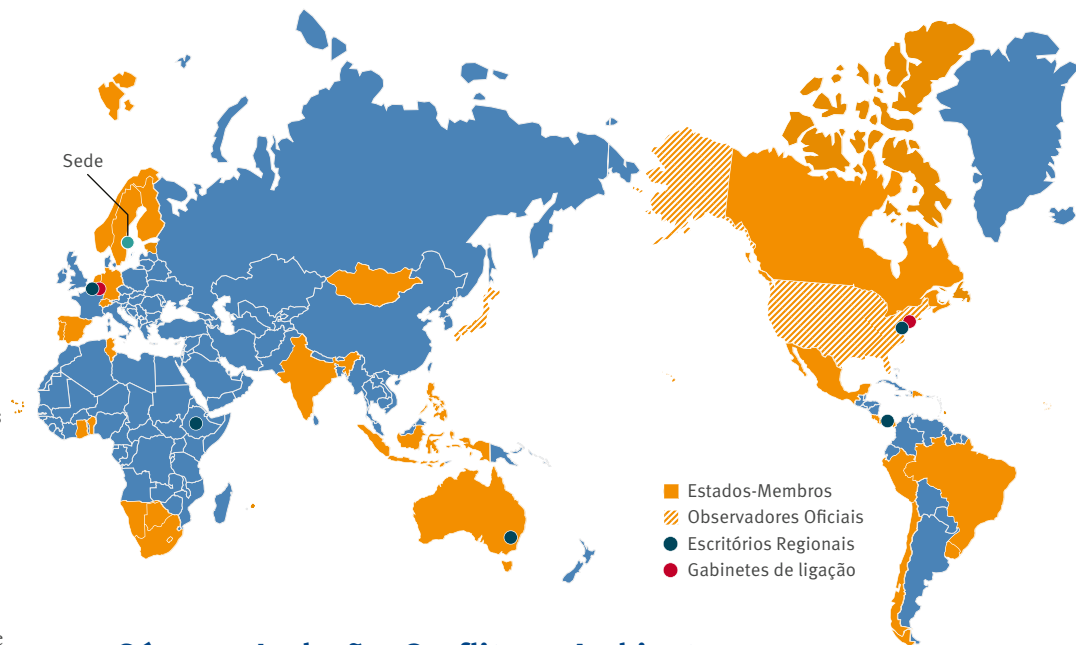 Sede
Estados-Membros
Observadores Oficiais
Escritórios Regionais
Gabinetes de ligação